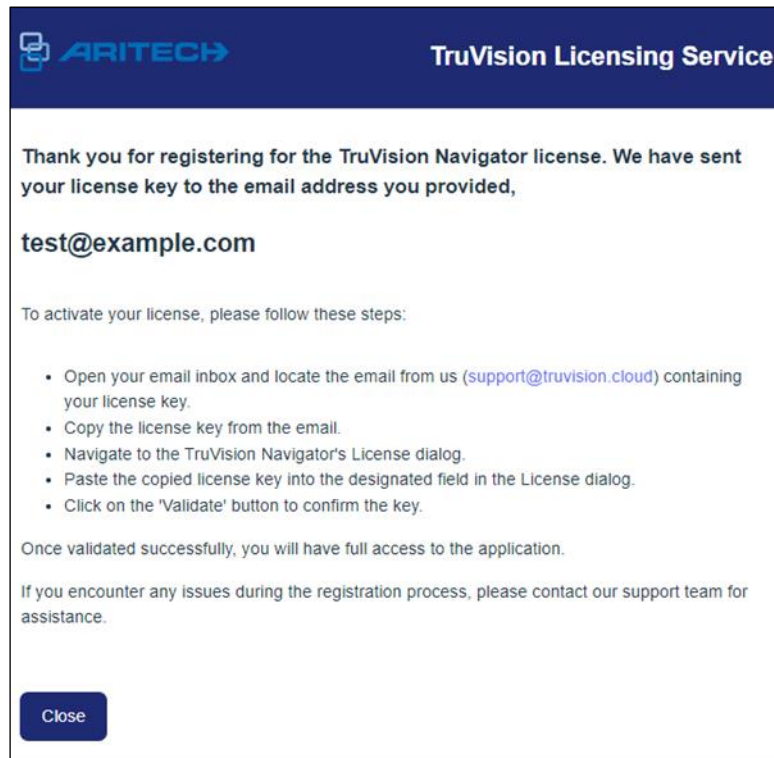 ARITECH
TruVision Licensing Service
Thank you for registering for the TruVision Navigator license. We have sent
your license key to the email address you provided,
test@example.com
To activate your license, please follow these steps:
• Open your email inbox and locate the email from us (support@truvision.cloud) containing
your license key.
• Copy the license key from the email.
• Navigate to the TruVision Navigator's License dialog.
• Paste the copied license key into the designated field in the License dialog.
• Click on the 'Validate' button to confirm the key.
Once validated successfully, you will have full access to the application.
If you encounter any issues during the registration process, please contact our support team for
assistance.
Close